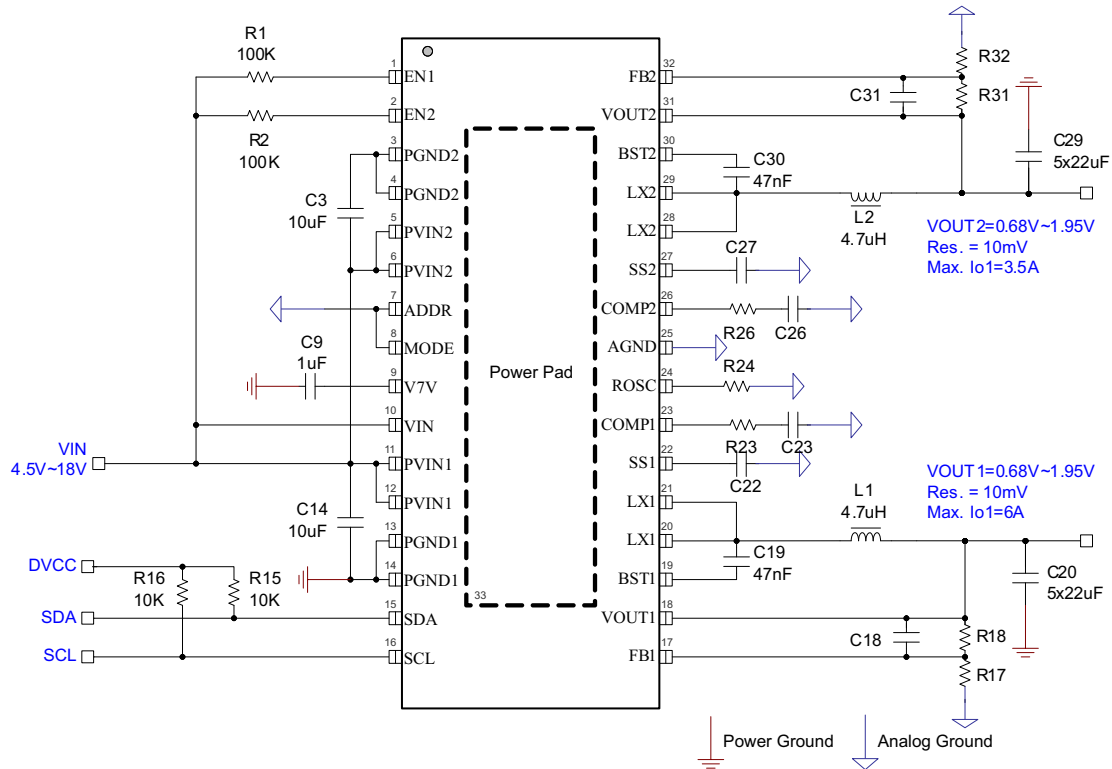 R1
100K
R2
100K
C3
10uF
C9
1uF
VIN
4.5V~18V
C14
10uF
DVCC
R16
10K
R15
10K
SDA
SCL
1
EN1
2
EN2
3
PGND2
4
PGND2
5
PVIN2
6
PVIN2
7
ADDR
8
MODE
9
V7V
10
VIN
11
PVIN1
12
PVIN1
13
PGND1
14
PGND1
15
SDA
16
SCL
Power Pad
33
32
FB2
31
VOUT2
30
BST2
29
LX2
28
LX2
27
SS2
26
COMP2
25
AGND
24
ROSC
23
COMP1
22
SS1
21
LX1
20
LX1
19
BST1
18
VOUT1
17
FB1
R32
R31
C31
C29
5x22uF
C30
47nF
L2
4.7uH
VOUT2=0.68V~1.95V
Res. = 10mV
Max. Io1=3.5A
C27
R26
C26
R24
R23
C23
C22
VOUT1=0.68V~1.95V
Res. = 10mV
Max. Io1=6A
L1
4.7uH
C19
47nF
C20
5x22uF
C18
R18
R17
Power Ground
Analog Ground